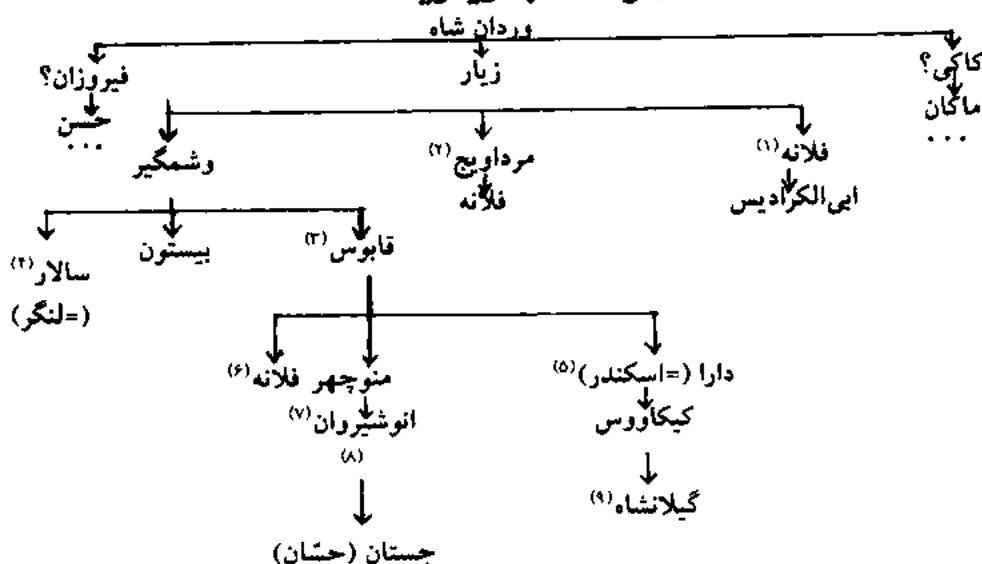 وردان شاه
کاکی؟ زیار فیروزان؟
ماکان حسن
... ...
فلانه (۱) مرداویج (۲) وشمگیر
ابی‌الکرادیس فلانه
قابوس (۳) بیستون سالار (۴)
(=لنگر)
دارا (=اسکندر) (۵) منوچهر فلانه (۶)
کیکاووس انوشیروان (۷)
(۸)
گیلانشاه (۹)
جستان (حسّان)